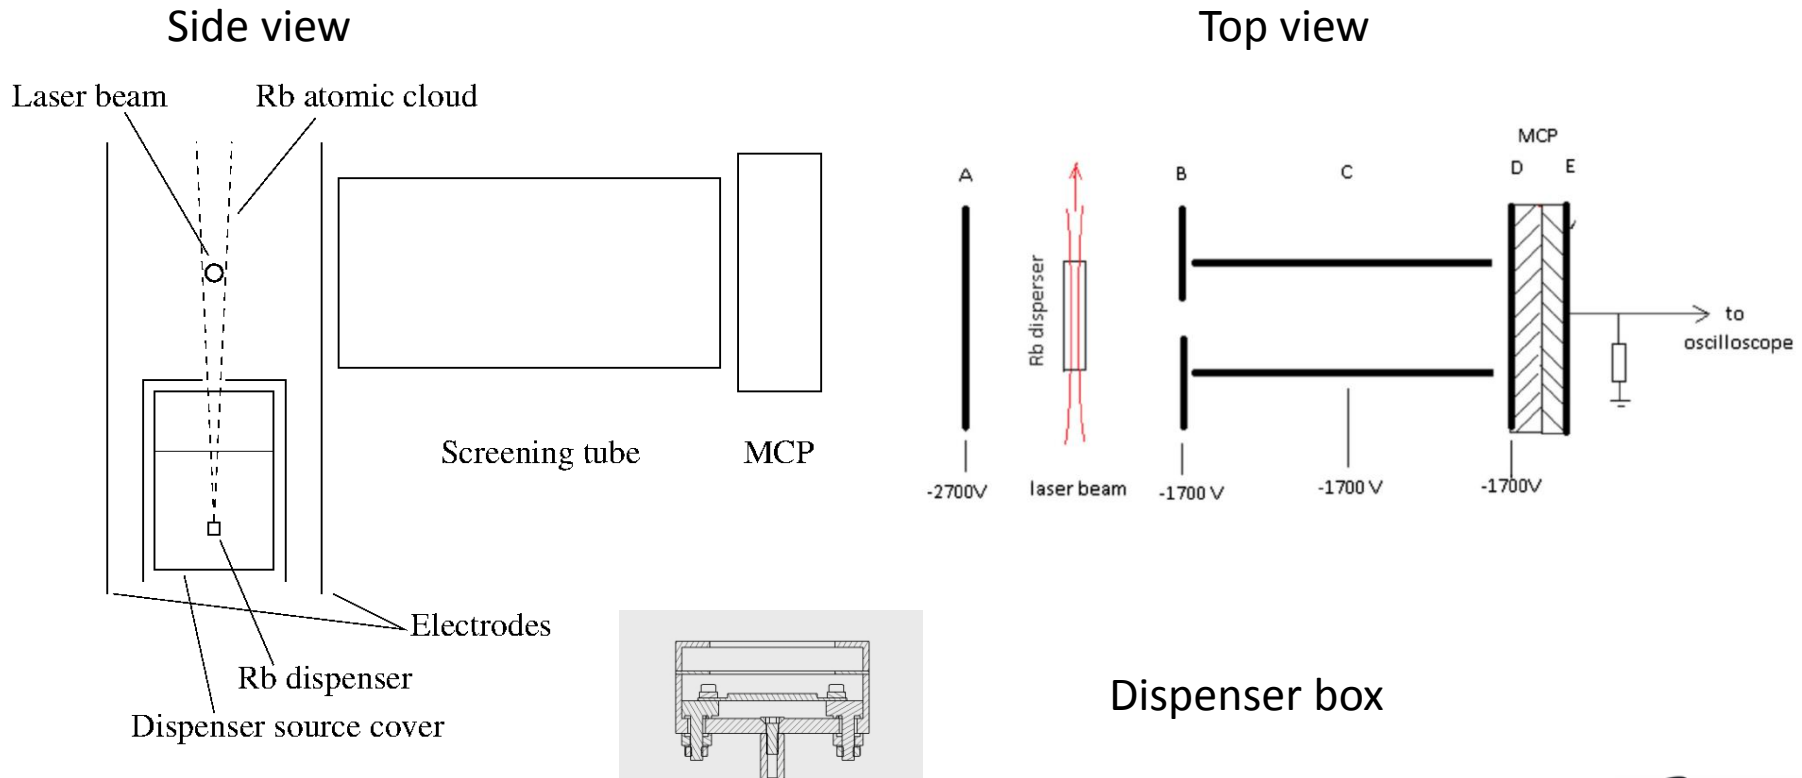 Side view
Top view
Laser beam
Rb atomic cloud
MCP
A
B
C
D
E
Rb disperser
to
oscilloscope
Screening tube
MCP
-2700V
laser beam
-1700 V
-1700 V
-1700V
Electrodes
Rb dispenser
Dispenser source cover
Dispenser box